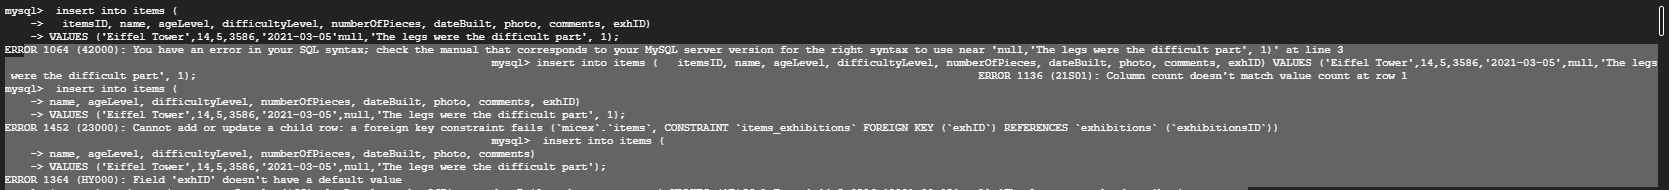 mysql>  insert into items (
    ->   itemsID, name, ageLevel, difficultyLevel, numberOfPieces, dateBuilt, photo, comments, exhID)
    -> VALUES ('Eiffel Tower',14,5,3586,'2021-03-05'null,'The legs were the difficult part', 1);
ERROR 1064 (42000): You have an error in your SQL syntax; check the manual that corresponds to your MySQL server version for the right syntax to use near 'null,'The legs were the difficult part', 1)' at line 3
mysql> insert into items (   itemsID, name, ageLevel, difficultyLevel, numberOfPieces, dateBuilt, photo, comments, exhID) VALUES ('Eiffel Tower',14,5,3586,'2021-03-05',null,'The legs
were the difficult part', 1); ERROR 1136 (21S01): Column count doesn't match value count at row 1
mysql>  insert into items (
    -> name, ageLevel, difficultyLevel, numberOfPieces, dateBuilt, photo, comments, exhID)
    -> VALUES ('Eiffel Tower',14,5,3586,'2021-03-05',null,'The legs were the difficult part', 1);
ERROR 1452 (23000): Cannot add or update a child row: a foreign key constraint fails (`micex`.`items`, CONSTRAINT `items_exhibitions` FOREIGN KEY (`exhID`) REFERENCES `exhibitions` (`exhibitionsID`))
mysql>  insert into items (
    -> name, ageLevel, difficultyLevel, numberOfPieces, dateBuilt, photo, comments)
    -> VALUES ('Eiffel Tower',14,5,3586,'2021-03-05',null,'The legs were the difficult part');
ERROR 1364 (HY000): Field 'exhID' doesn't have a default value